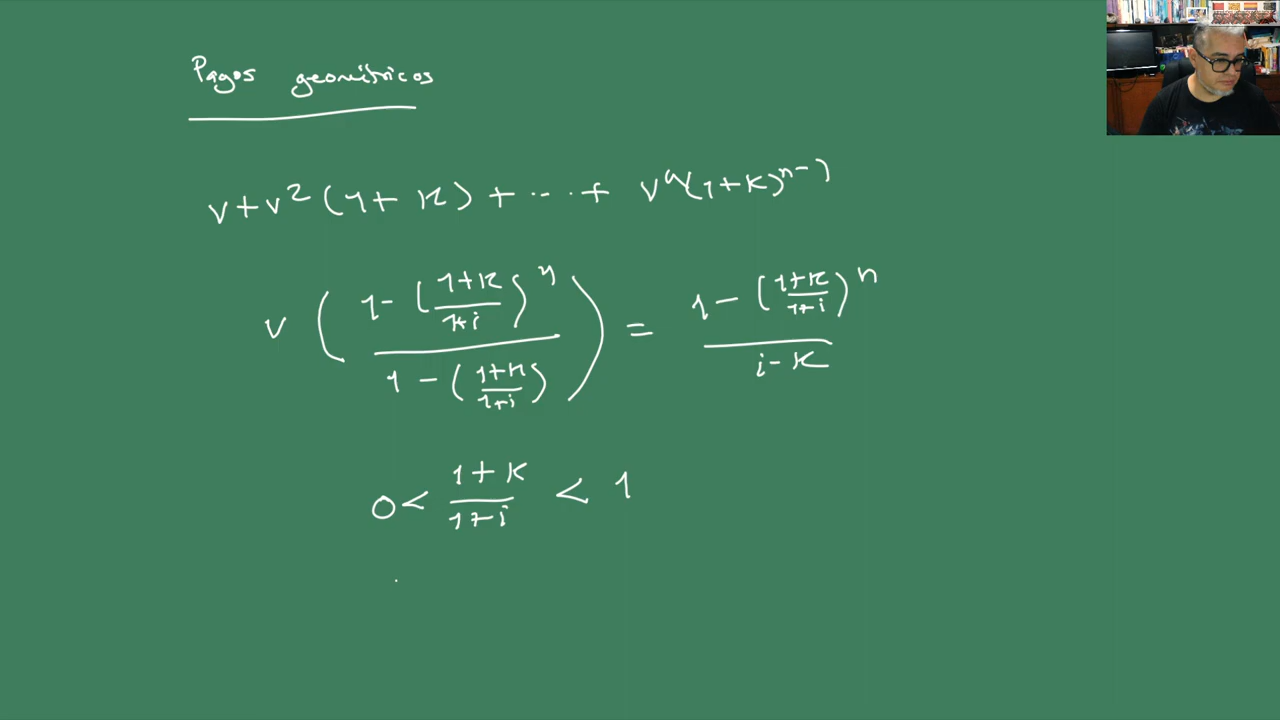 Pagos geométricos
v + v² (1 + k) + ... + vⁿ(1+k)ⁿ⁻¹
v ( (1 - ((1+k)/(1+i))ⁿ) / (1 - ((1+k)/(1+i))) ) = (1 - ((1+k)/(1+i))ⁿ) / (i - k)
0 < (1+k)/(1+i) < 1